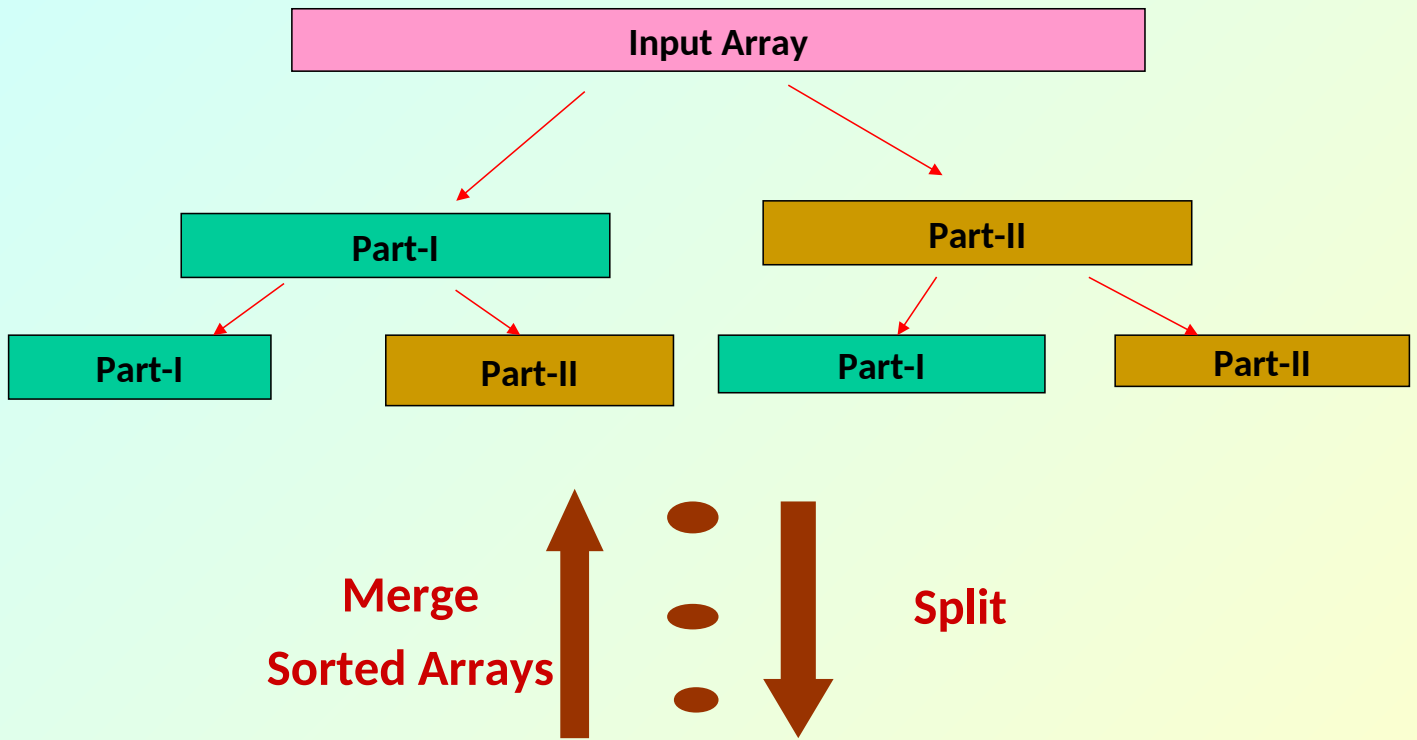 Input Array
Part-I
Part-II
Part-I
Part-II
Part-I
Part-II
Merge
Sorted Arrays
Split